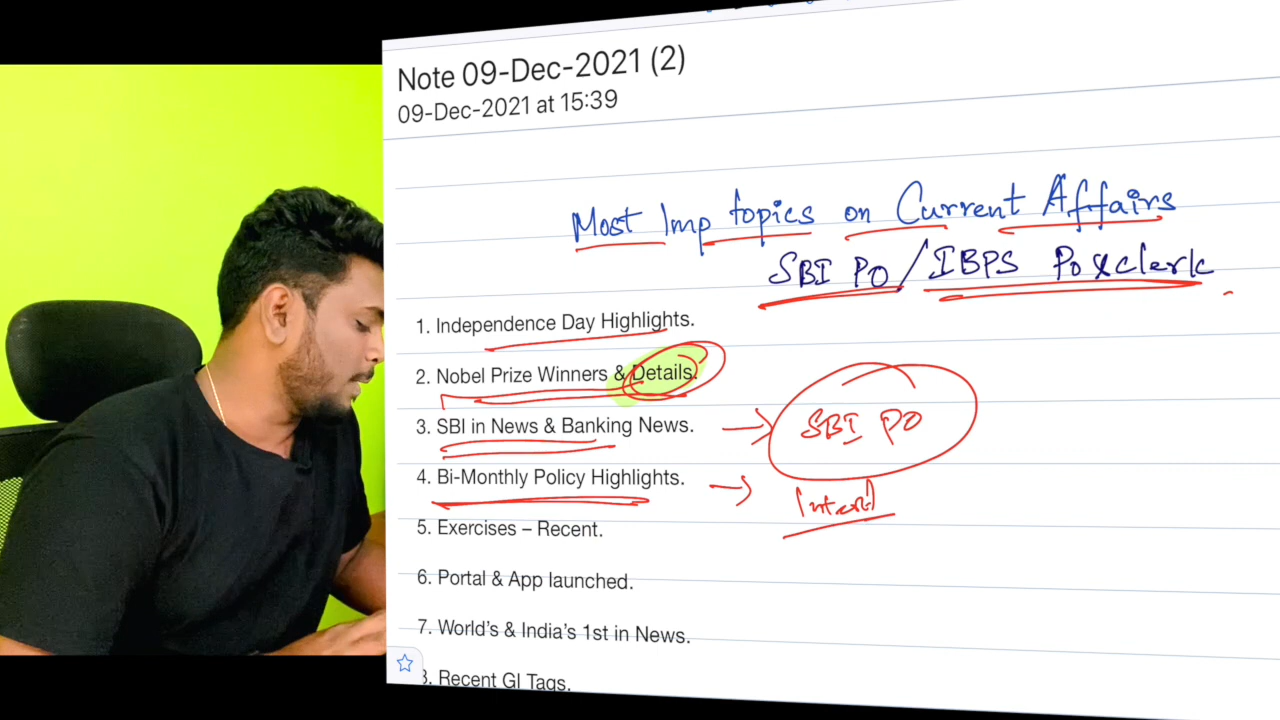 Note 09-Dec-2021 (2)
09-Dec-2021 at 15:39
Most Imp topics on Current Affairs
SBI PO / IBPS PO & clerk
1. Independence Day Highlights.
2. Nobel Prize Winners & Details.
3. SBI in News & Banking News.
SBI PO
4. Bi-Monthly Policy Highlights.
5. Exercises – Recent.
6. Portal & App launched.
7. World's & India's 1st in News.
8. Recent GI Tags.